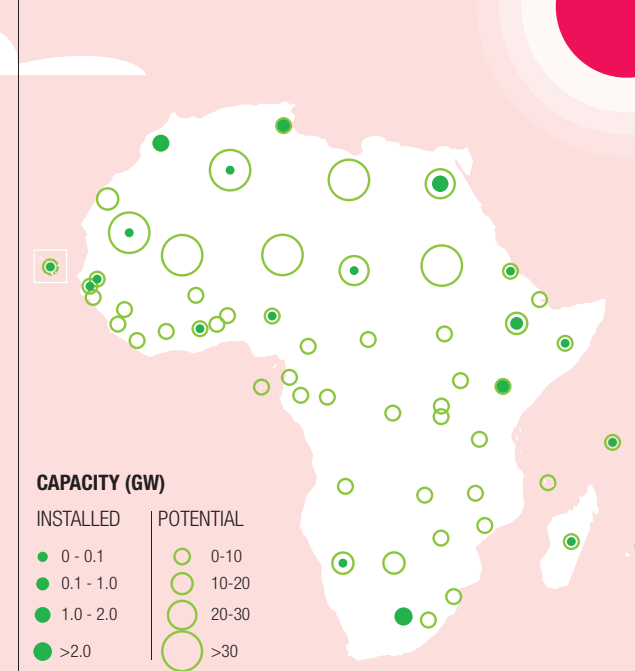 CAPACITY (GW)
INSTALLED POTENTIAL
0 - 0.1 0-10
0.1 - 1.0 10-20
1.0 - 2.0 20-30
>2.0 >30